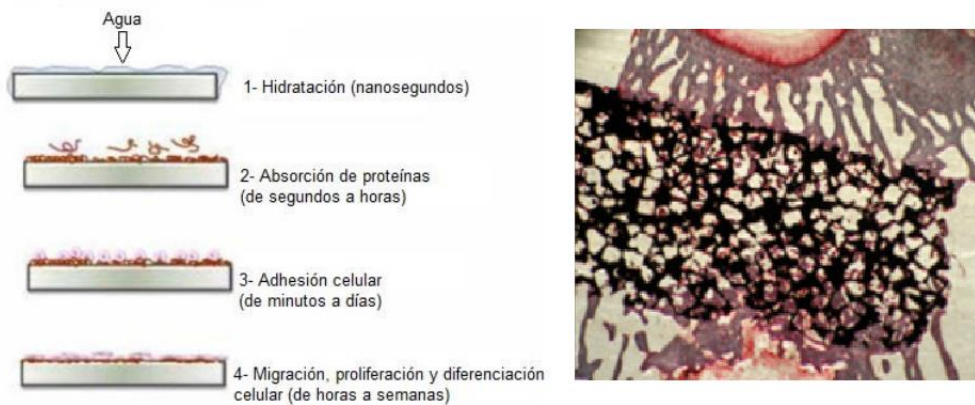 Agua
1- Hidratación (nanosegundos)
2- Absorción de proteínas
(de segundos a horas)
3- Adhesión celular
(de minutos a días)
4- Migración, proliferación y diferenciación
celular (de horas a semanas)